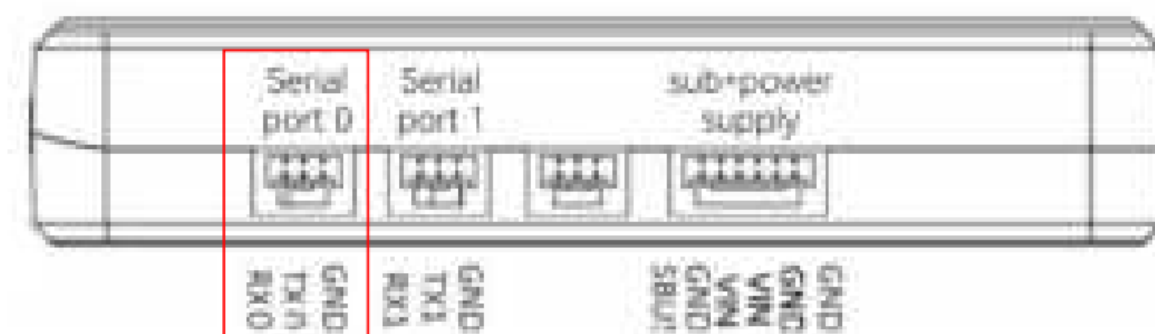 Serial
port 0
Serial
port 1
sub+power
supply
RX0
TX0
GND
RX1
TX1
GND
GND
VIN
VIN
GND
GND